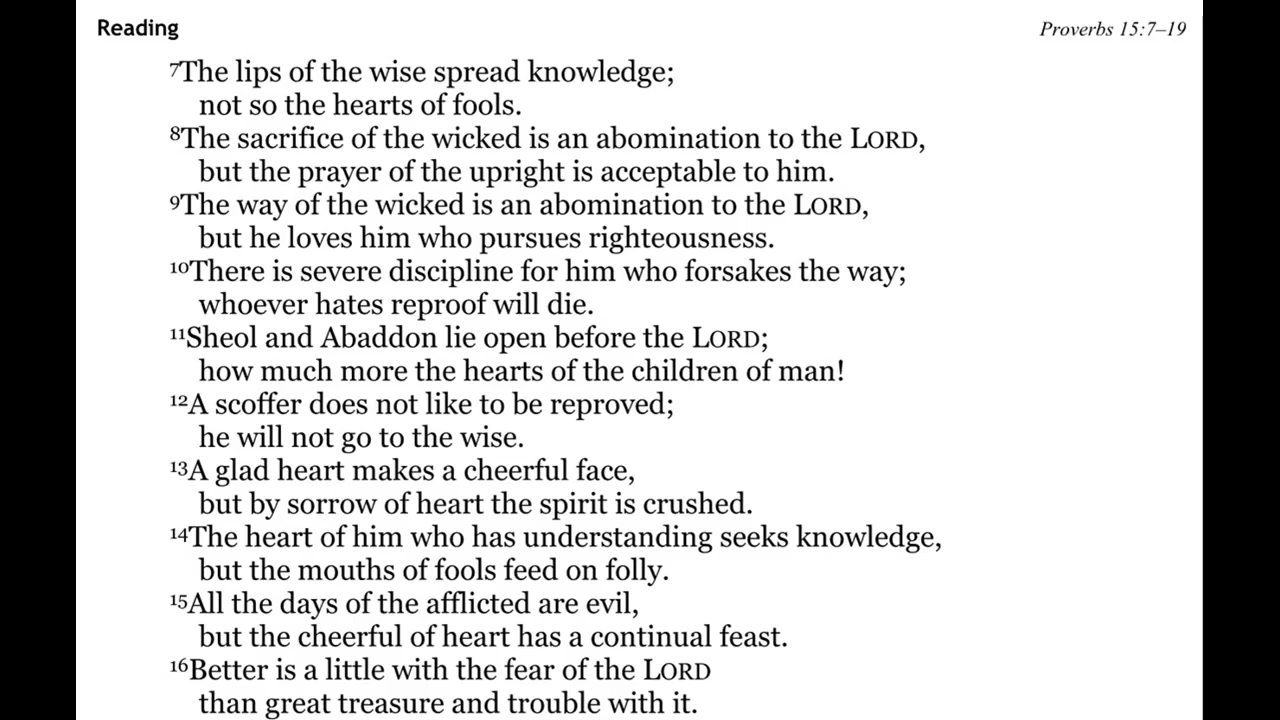 Reading
Proverbs 15:7–19
⁷The lips of the wise spread knowledge;
not so the hearts of fools.
⁸The sacrifice of the wicked is an abomination to the LORD,
but the prayer of the upright is acceptable to him.
⁹The way of the wicked is an abomination to the LORD,
but he loves him who pursues righteousness.
¹⁰There is severe discipline for him who forsakes the way;
whoever hates reproof will die.
¹¹Sheol and Abaddon lie open before the LORD;
how much more the hearts of the children of man!
¹²A scoffer does not like to be reproved;
he will not go to the wise.
¹³A glad heart makes a cheerful face,
but by sorrow of heart the spirit is crushed.
¹⁴The heart of him who has understanding seeks knowledge,
but the mouths of fools feed on folly.
¹⁵All the days of the afflicted are evil,
but the cheerful of heart has a continual feast.
¹⁶Better is a little with the fear of the LORD
than great treasure and trouble with it.